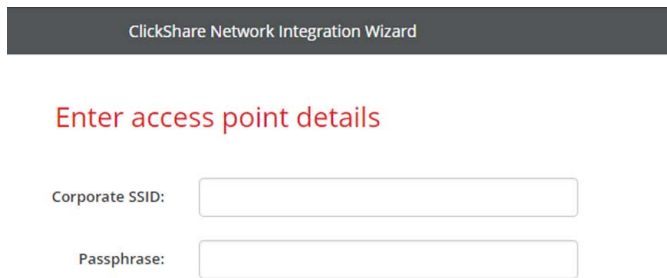 ClickShare Network Integration Wizard
Enter access point details
Corporate SSID:
Passphrase: